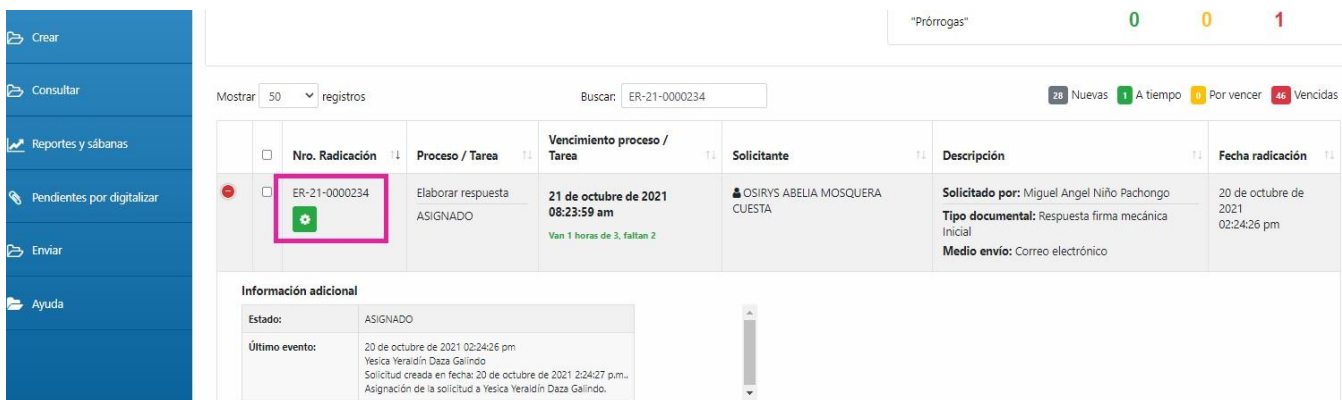 "Prórrogas" 0 0 1
Crear
Consultar
Reportes y sábanas
Pendientes por digitalizar
Enviar
Ayuda
Mostrar 50 registros
Buscar: ER-21-0000234
28 Nuevas 1 A tiempo 0 Por vencer 46 Vencidas
Nro. Radicación
Proceso / Tarea
Vencimiento proceso /
Tarea
Solicitante
Descripción
Fecha radicación
ER-21-0000234
Elaborar respuesta
ASIGNADO
21 de octubre de 2021
08:23:59 am
Van 1 horas de 3, faltan 2
OSIRYS ABELIA MOSQUERA
CUESTA
Solicitado por: Miguel Angel Niño Pachongo
Tipo documental: Respuesta firma mecánica
Inicial
Medio envío: Correo electrónico
20 de octubre de
2021
02:24:26 pm
Información adicional
Estado: ASIGNADO
Último evento: 20 de octubre de 2021 02:24:26 pm
Yesica Yeraldín Daza Galindo
Solicitud creada en fecha: 20 de octubre de 2021 2:24:27 p.m..
Asignación de la solicitud a Yesica Yeraldín Daza Galindo.